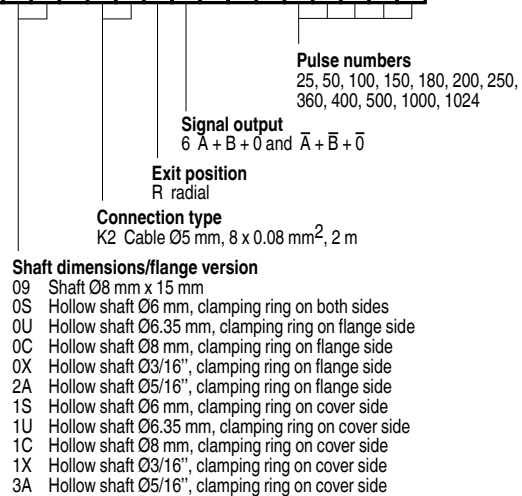 Pulse numbers
25, 50, 100, 150, 180, 200, 250,
360, 400, 500, 1000, 1024
Signal output
6 A + B + 0 and A̅ + B̅ + 0̅
Exit position
R radial
Connection type
K2 Cable Ø5 mm, 8 x 0.08 mm², 2 m
Shaft dimensions/flange version
09 Shaft Ø8 mm x 15 mm
0S Hollow shaft Ø6 mm, clamping ring on both sides
0U Hollow shaft Ø6.35 mm, clamping ring on flange side
0C Hollow shaft Ø8 mm, clamping ring on flange side
0X Hollow shaft Ø3/16’’, clamping ring on flange side
2A Hollow shaft Ø5/16’’, clamping ring on flange side
1S Hollow shaft Ø6 mm, clamping ring on cover side
1U Hollow shaft Ø6.35 mm, clamping ring on cover side
1C Hollow shaft Ø8 mm, clamping ring on cover side
1X Hollow shaft Ø3/16’’, clamping ring on cover side
3A Hollow shaft Ø5/16’’, clamping ring on cover side